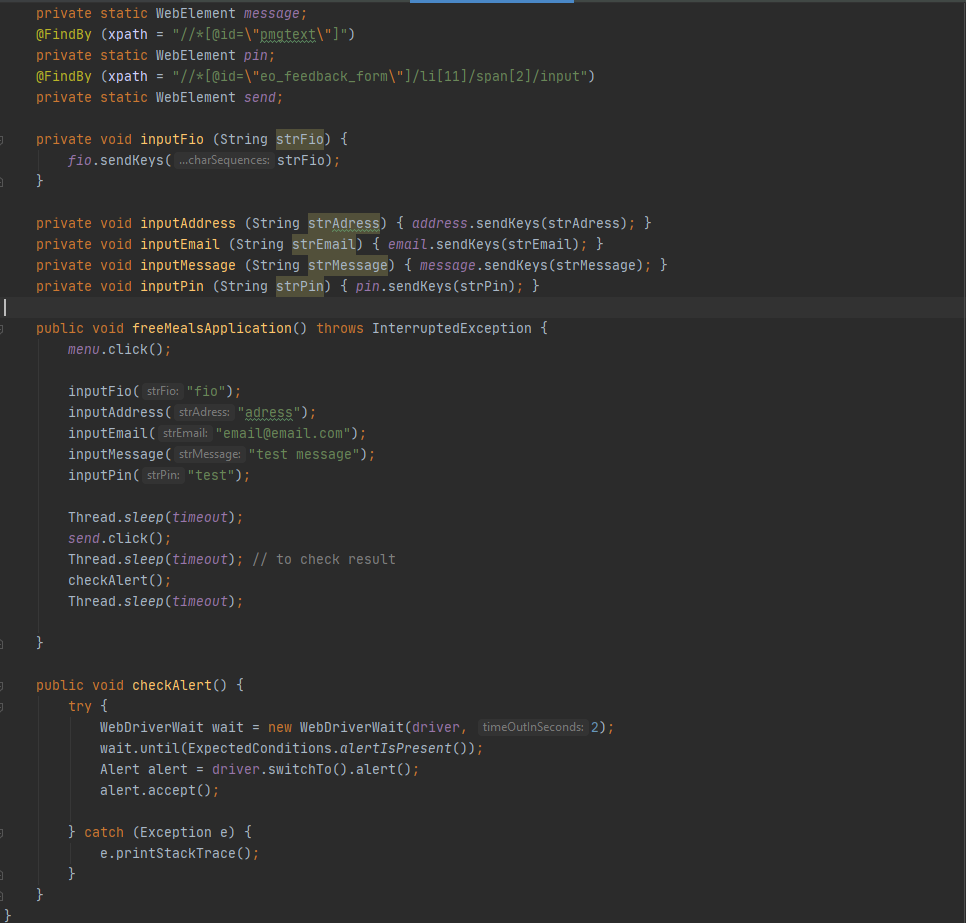 private static WebElement message;
@FindBy (xpath = "//*[@id=\"pmgtext\"]")
private static WebElement pin;
@FindBy (xpath = "//*[@id=\"eo_feedback_form\"]/li[11]/span[2]/input")
private static WebElement send;
private void inputFio (String strFio) {
fio.sendKeys( ...charSequences: strFio);
}
private void inputAddress (String strAdress) { address.sendKeys(strAdress); }
private void inputEmail (String strEmail) { email.sendKeys(strEmail); }
private void inputMessage (String strMessage) { message.sendKeys(strMessage); }
private void inputPin (String strPin) { pin.sendKeys(strPin); }
public void freeMealsApplication() throws InterruptedException {
menu.click();
inputFio( strFio: "fio");
inputAddress( strAdress: "adress");
inputEmail( strEmail: "email@email.com");
inputMessage( strMessage: "test message");
inputPin( strPin: "test");
Thread.sleep(timeout);
send.click();
Thread.sleep(timeout); // to check result
checkAlert();
Thread.sleep(timeout);
}
public void checkAlert() {
try {
WebDriverWait wait = new WebDriverWait(driver, timeOutInSeconds: 2);
wait.until(ExpectedConditions.alertIsPresent());
Alert alert = driver.switchTo().alert();
alert.accept();
} catch (Exception e) {
e.printStackTrace();
}
}
}